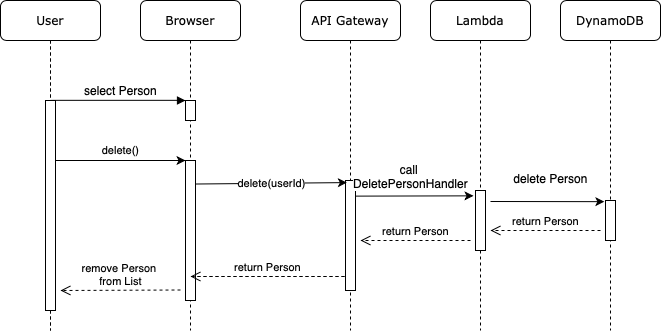 User
Browser
API Gateway
Lambda
DynamoDB
select Person
delete()
delete(userId)
call
DeletePersonHandler
delete Person
return Person
return Person
return Person
remove Person
from List